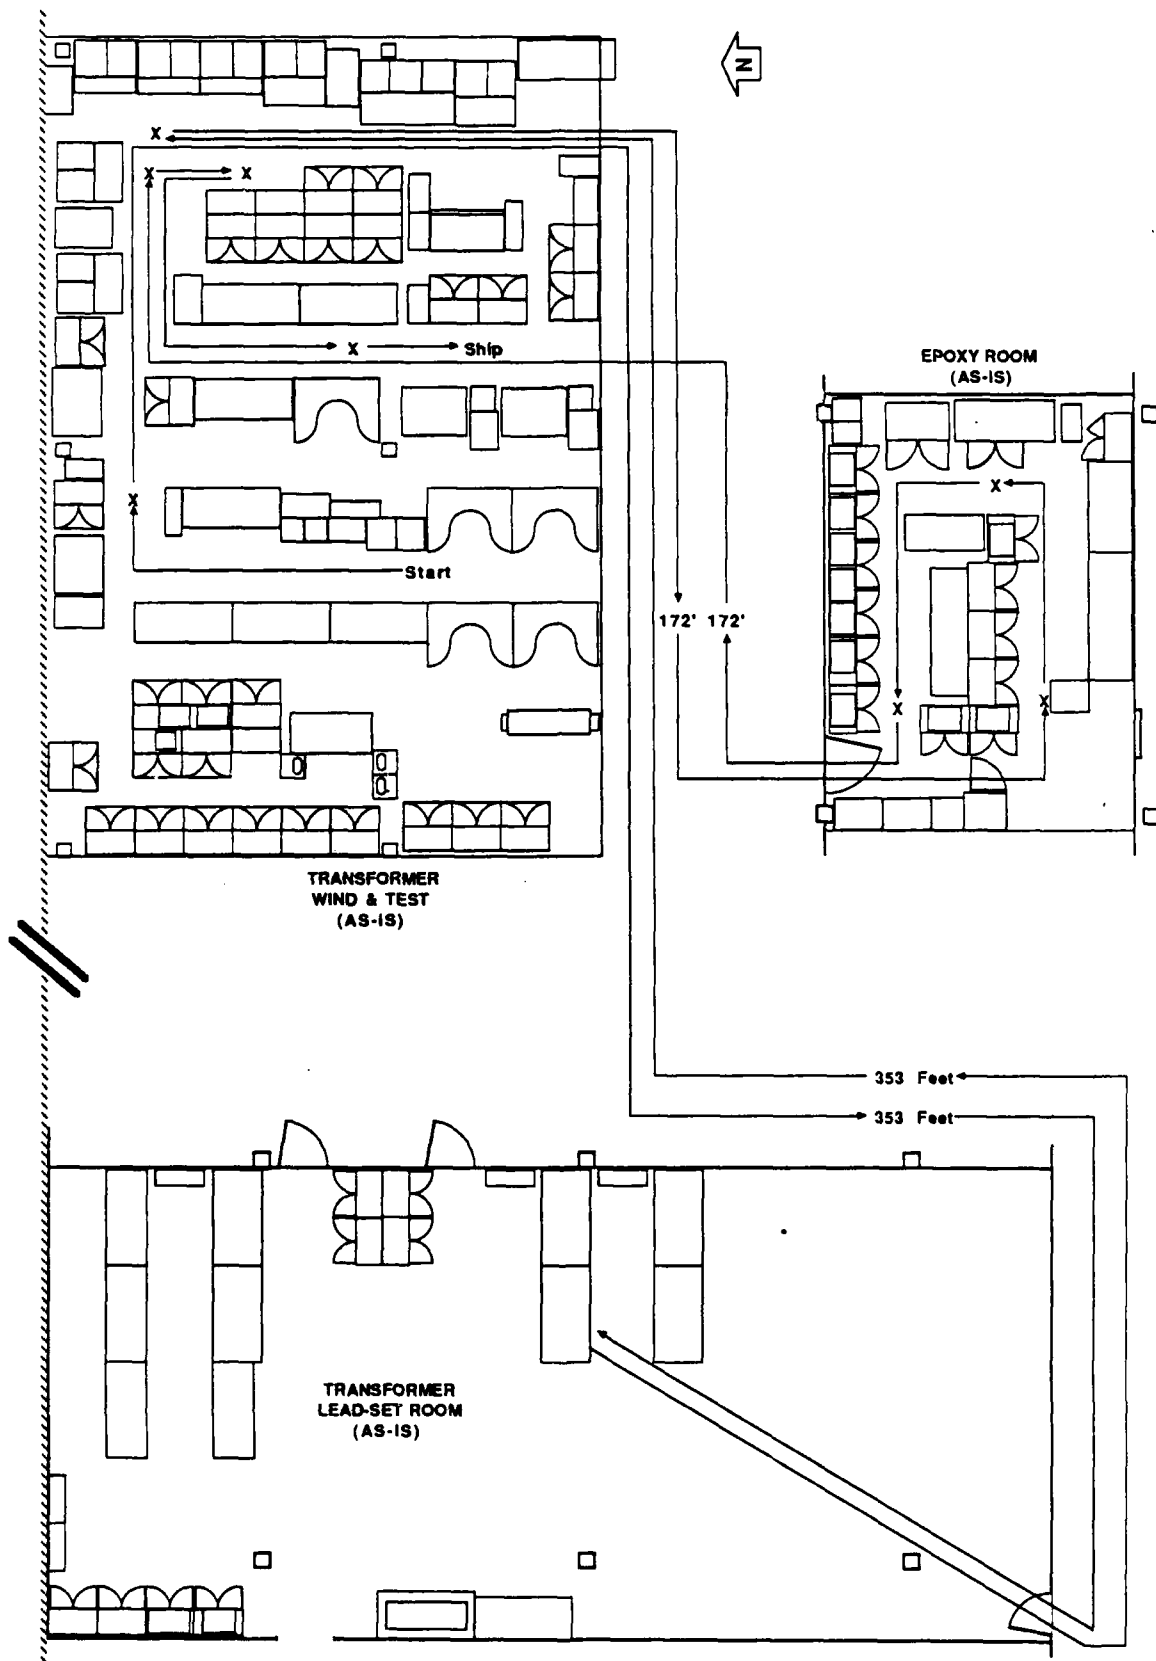 N
X
X
X
X
Ship
EPOXY ROOM
(AS-IS)
X
X
Start
172' 172'
X
X
TRANSFORMER
WIND & TEST
(AS-IS)
353 Feet
353 Feet
TRANSFORMER
LEAD-SET ROOM
(AS-IS)